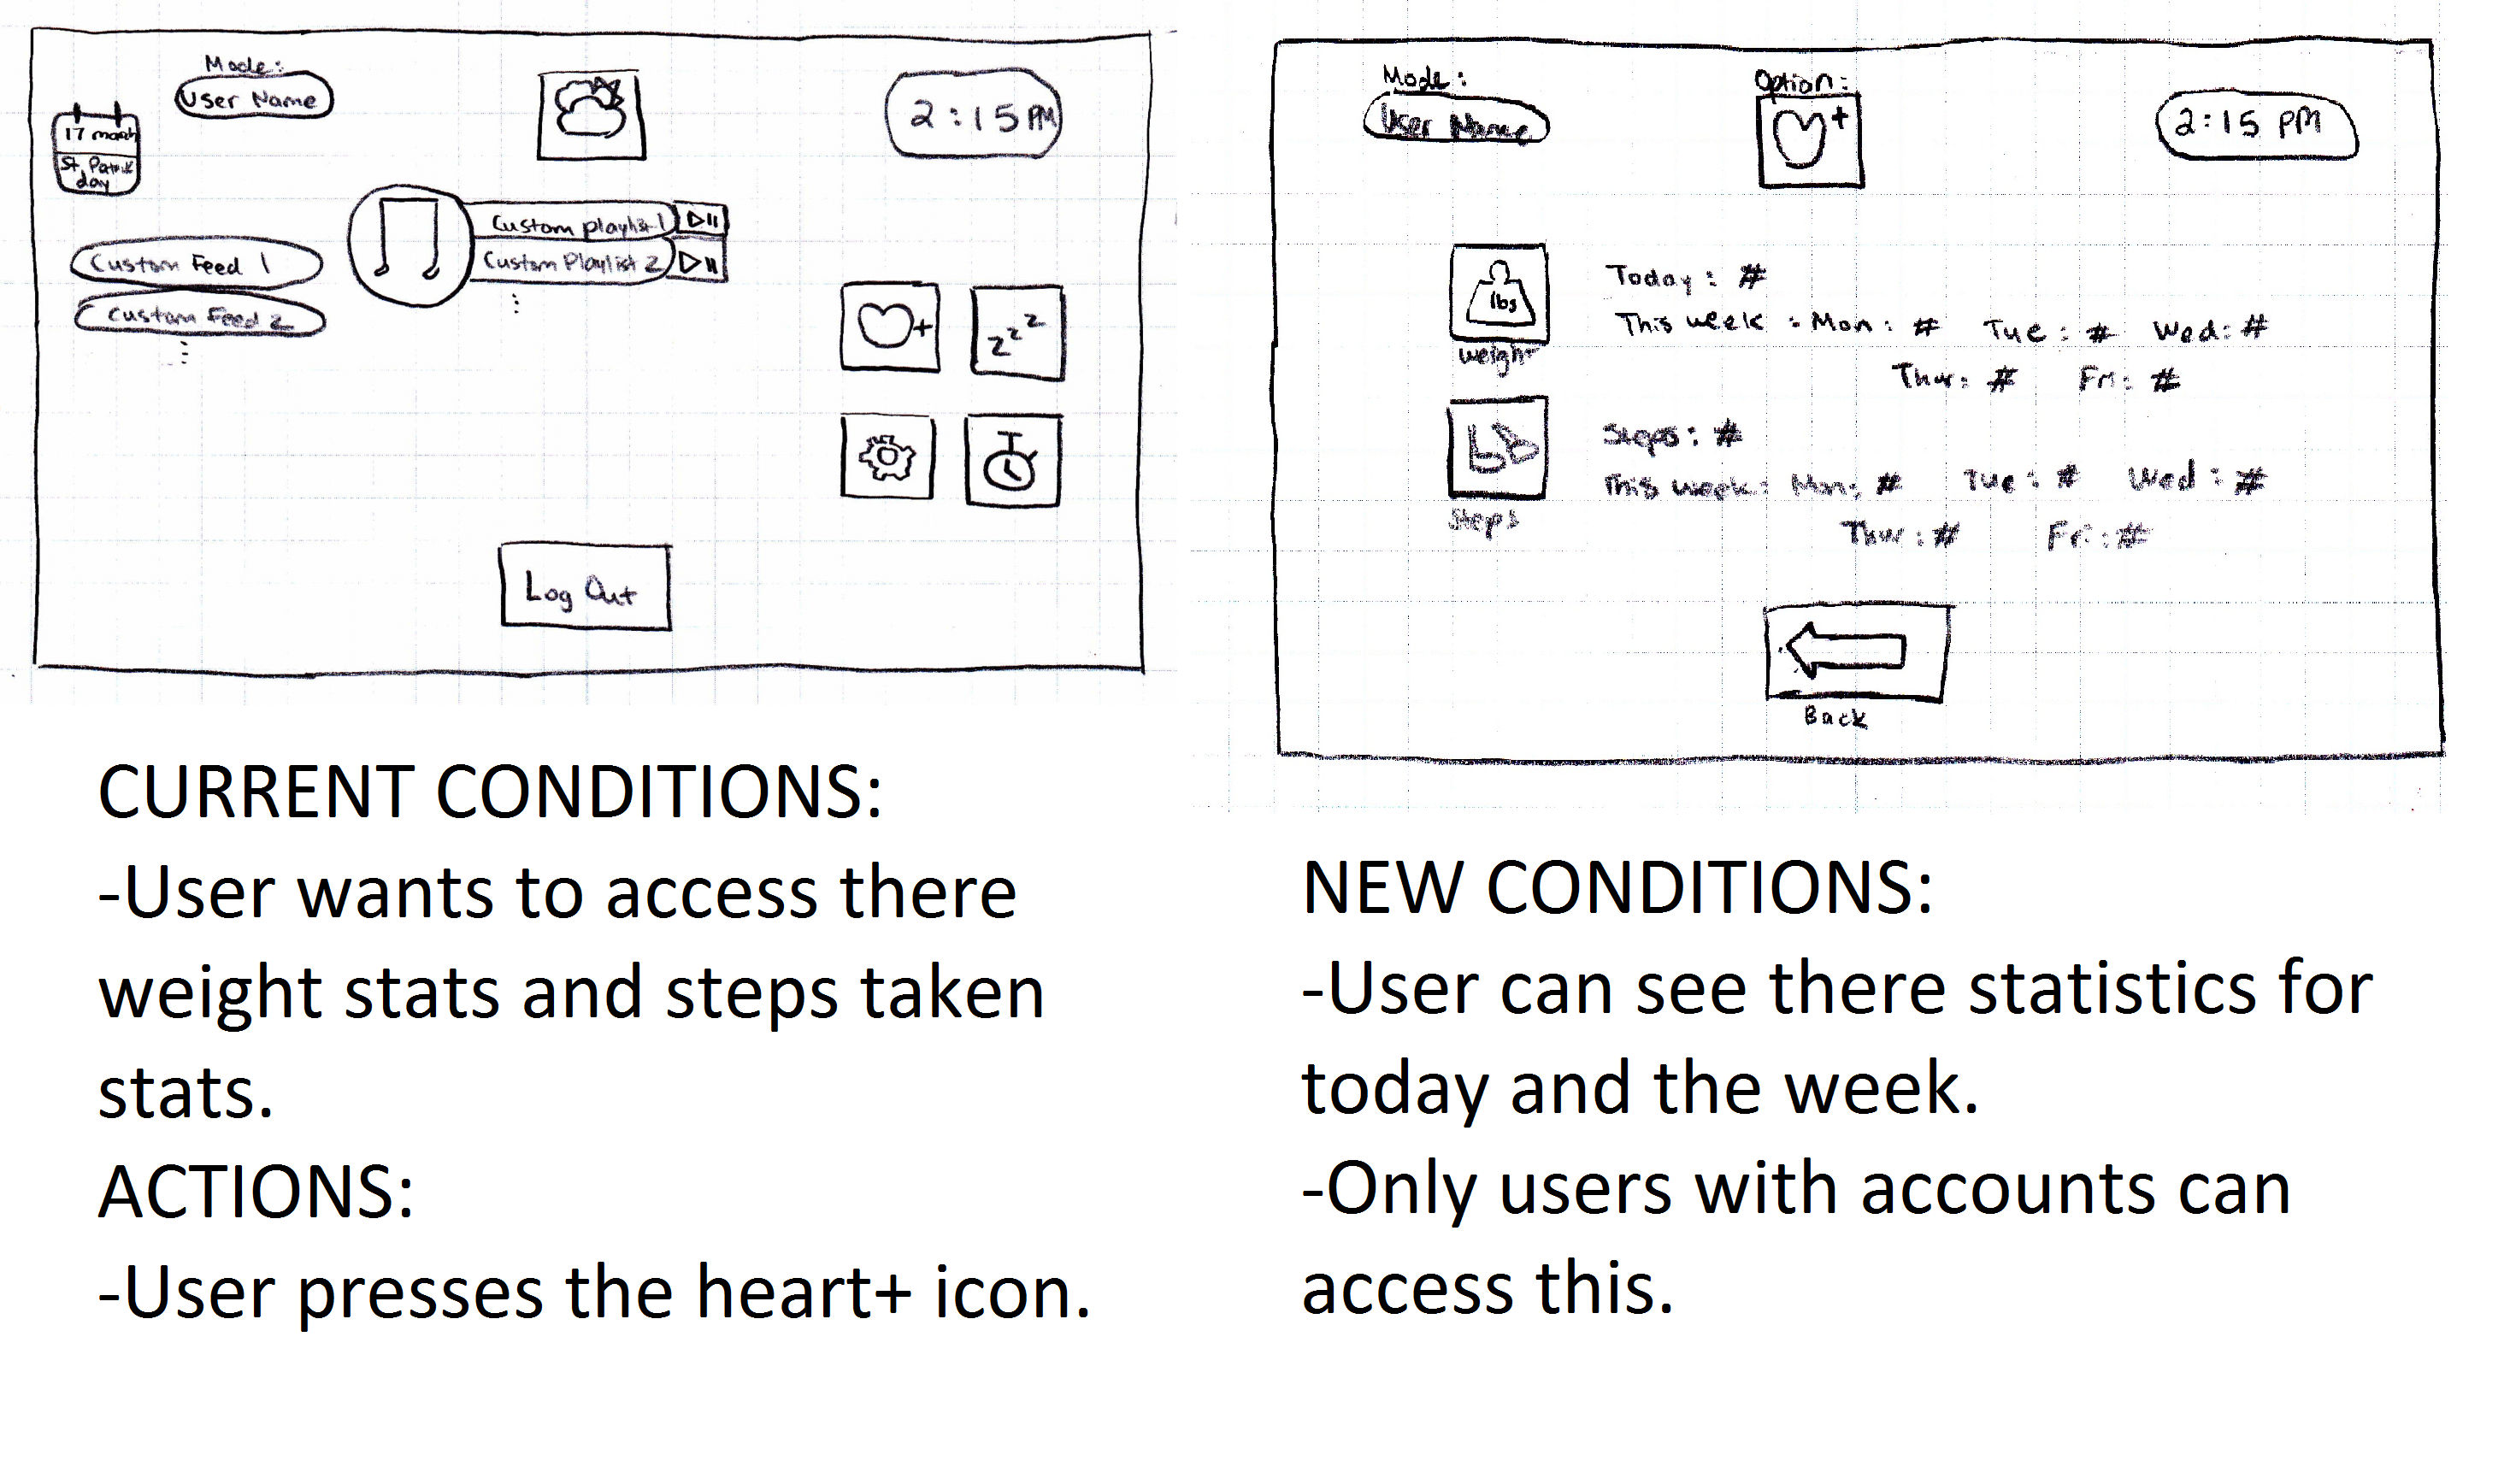 Mode:
User Name
17 march
St. Patrick
day
2:15 PM
Custom playlist 1
Custom Playlist 2
Custom Feed 1
Custom Feed 2
+
z z z
Log Out
CURRENT CONDITIONS:
-User wants to access there
weight stats and steps taken
stats.
ACTIONS:
-User presses the heart+ icon.
Mode:
User Name
Option:
+
2:15 PM
lbs
weight
Today: #
This week: Mon: # Tue: # Wed: #
Thur: # Fri: #
Steps
Steps: #
This week: Mon: # Tue: # Wed: #
Thur: # Fri: #
Back
NEW CONDITIONS:
-User can see there statistics for
today and the week.
-Only users with accounts can
access this.